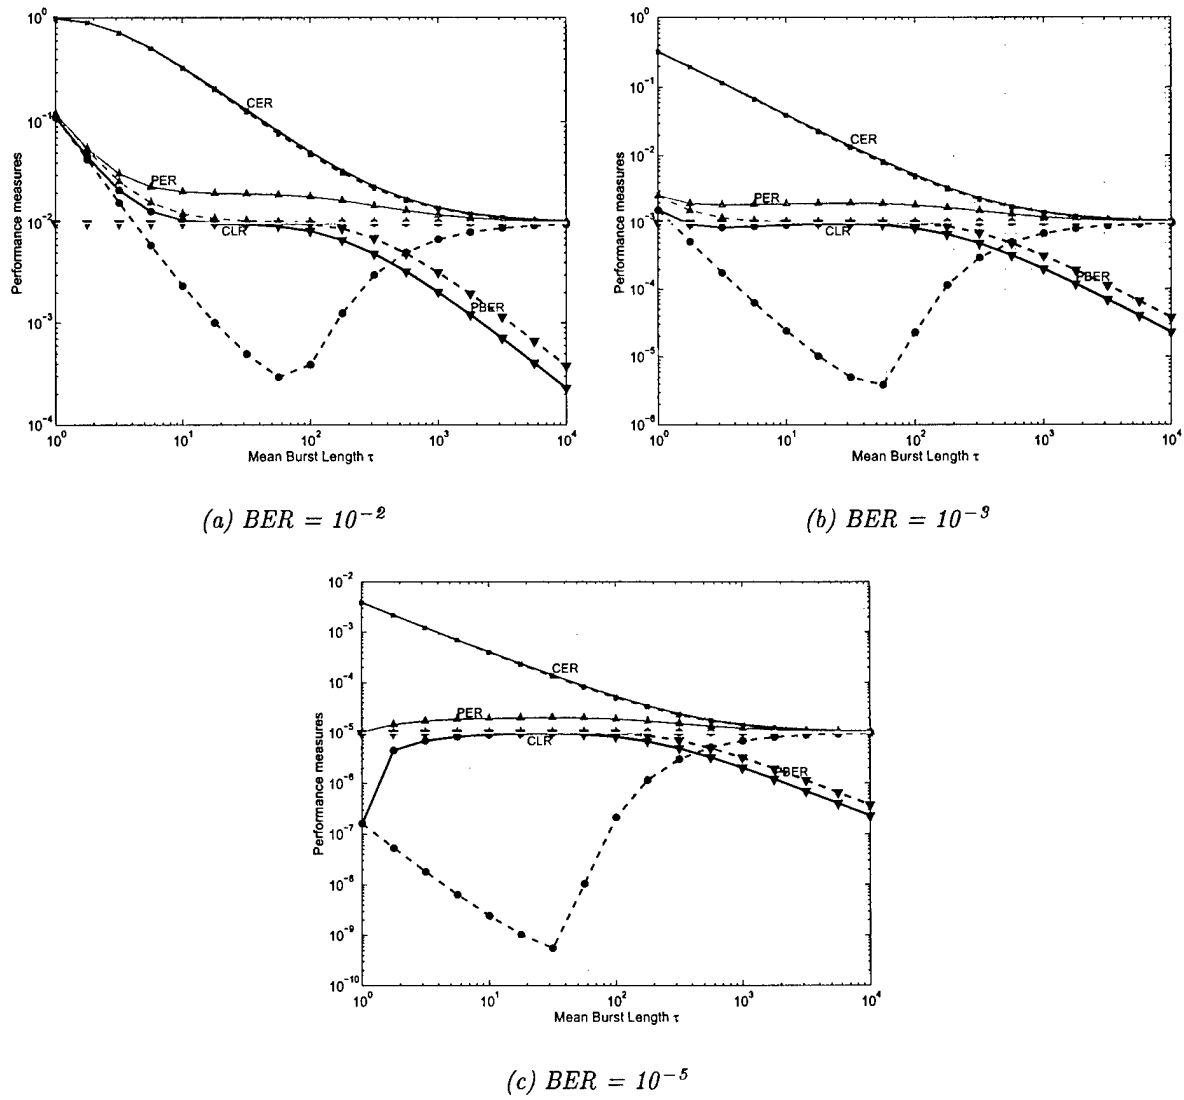 10^0
10^-1
10^-2
10^-3
10^-4
Performance measures
CER
PER
CLR
PBER
10^0 10^1 10^2 10^3 10^4
Mean Burst Length τ
(a) BER = 10^-2
10^0
10^-1
10^-2
10^-3
10^-4
10^-5
10^-6
Performance measures
CER
PER
CLR
PBER
10^0 10^1 10^2 10^3 10^4
Mean Burst Length τ
(b) BER = 10^-3
10^-2
10^-3
10^-4
10^-5
10^-6
10^-7
10^-8
10^-9
10^-10
Performance measures
CER
PER
CLR
PBER
10^0 10^1 10^2 10^3 10^4
Mean Burst Length τ
(c) BER = 10^-5